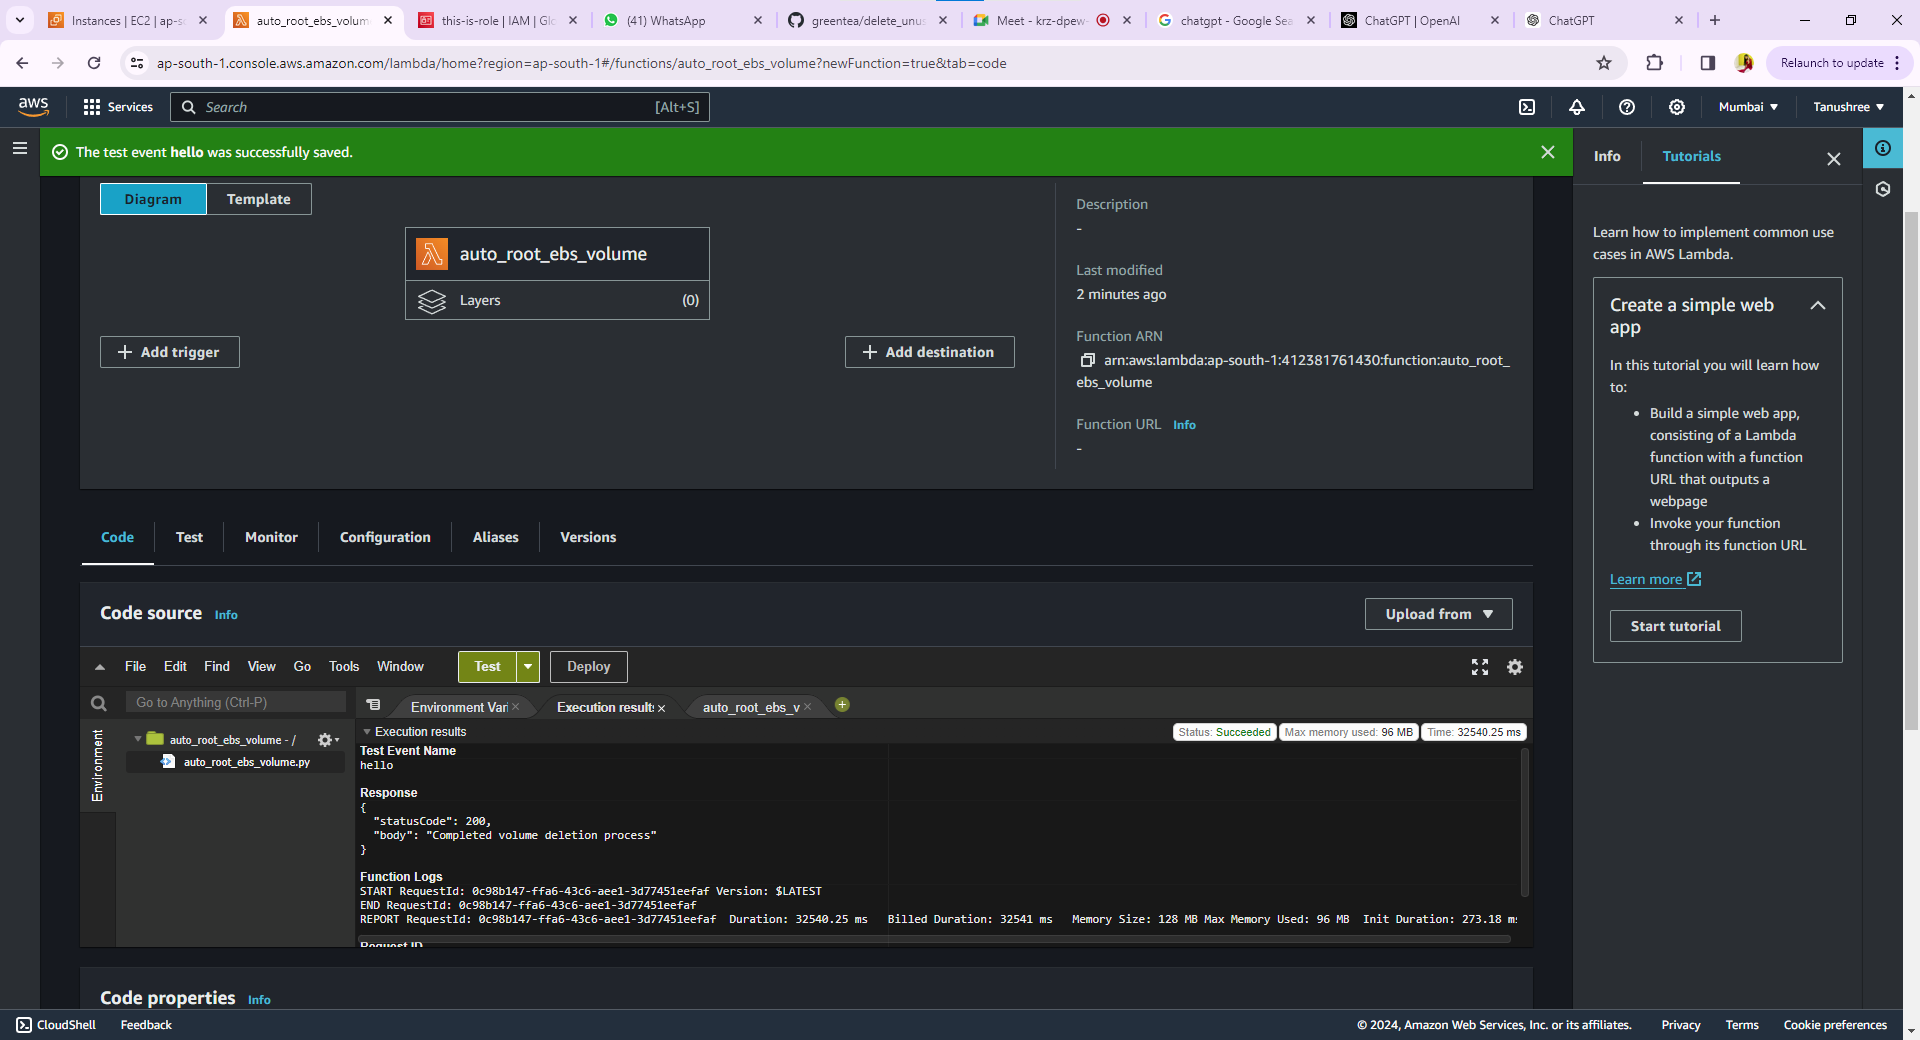 Instances | EC2 | ap-so
auto_root_ebs_volume
this-is-role | IAM | Glo
(41) WhatsApp
greentea/delete_unus
Meet - krz-dpew-
chatgpt - Google Sea
ChatGPT | OpenAI
ChatGPT
ap-south-1.console.aws.amazon.com/lambda/home?region=ap-south-1#/functions/auto_root_ebs_volume?newFunction=true&tab=code
Relaunch to update
aws
Services
Search
[Alt+S]
Mumbai
Tanushree
The test event hello was successfully saved.
Info
Tutorials
Diagram
Template
auto_root_ebs_volume
Layers
(0)
Add trigger
Add destination
Description
-
Last modified
2 minutes ago
Function ARN
arn:aws:lambda:ap-south-1:412381761430:function:auto_root_
ebs_volume
Function URL Info
-
Learn how to implement common use
cases in AWS Lambda.
Create a simple web
app
In this tutorial you will learn how
to:
• Build a simple web app,
consisting of a Lambda
function with a function
URL that outputs a
webpage
• Invoke your function
through its function URL
Learn more
Start tutorial
Code
Test
Monitor
Configuration
Aliases
Versions
Code source Info
Upload from
File
Edit
Find
View
Go
Tools
Window
Test
Deploy
Go to Anything (Ctrl-P)
Environment Var
Execution results
auto_root_ebs_v
Environment
auto_root_ebs_volume - /
auto_root_ebs_volume.py
Execution results
Status: Succeeded
Max memory used: 96 MB
Time: 32540.25 ms
Test Event Name
hello
Response
{
"statusCode": 200,
"body": "Completed volume deletion process"
}
Function Logs
START RequestId: 0c98b147-ffa6-43c6-aee1-3d77451eefaf Version: $LATEST
END RequestId: 0c98b147-ffa6-43c6-aee1-3d77451eefaf
REPORT RequestId: 0c98b147-ffa6-43c6-aee1-3d77451eefaf Duration: 32540.25 ms Billed Duration: 32541 ms Memory Size: 128 MB Max Memory Used: 96 MB Init Duration: 273.18 ms
Request ID
Code properties Info
CloudShell
Feedback
© 2024, Amazon Web Services, Inc. or its affiliates.
Privacy
Terms
Cookie preferences